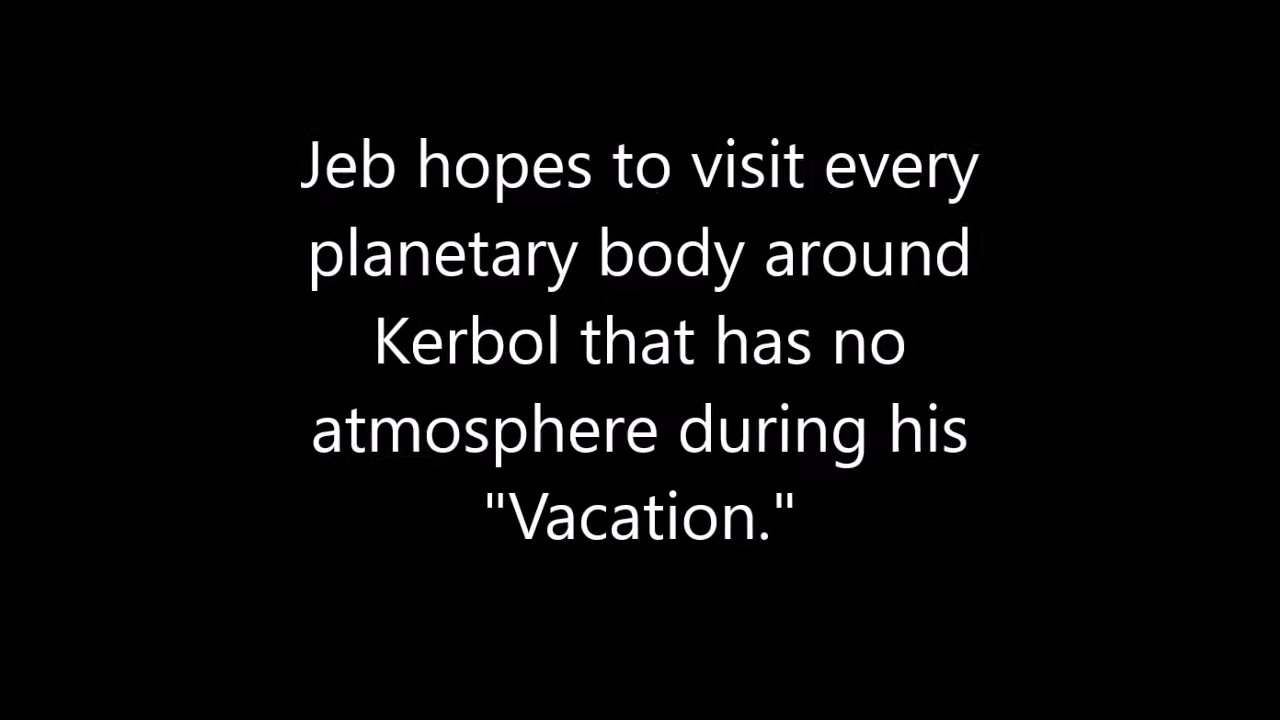 Jeb hopes to visit every
planetary body around
Kerbol that has no
atmosphere during his
"Vacation."